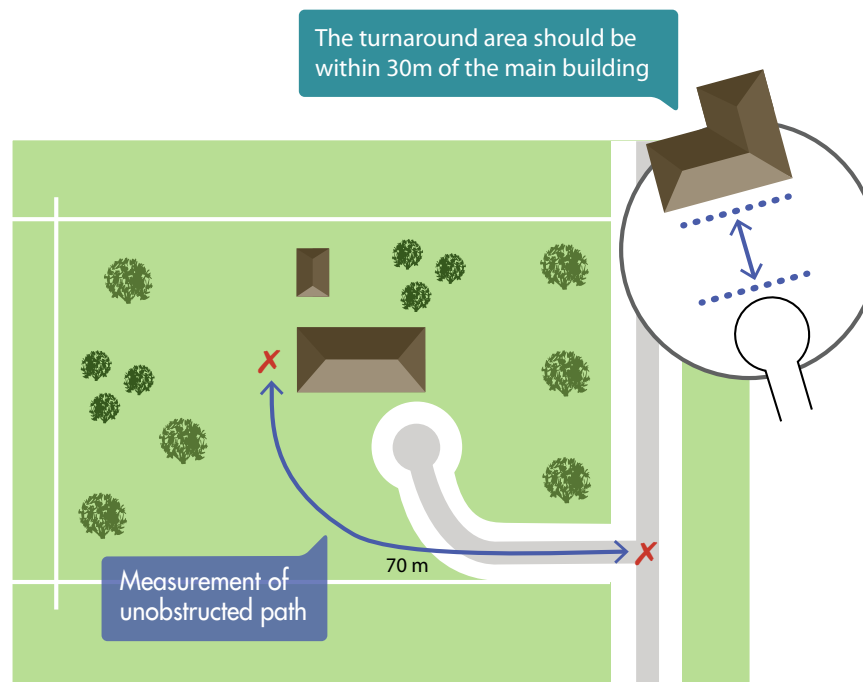 The turnaround area should be
within 30m of the main building
70 m
Measurement of
unobstructed path